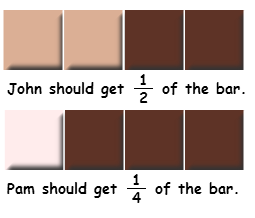 John should get 1/2 of the bar.
Pam should get 1/4 of the bar.